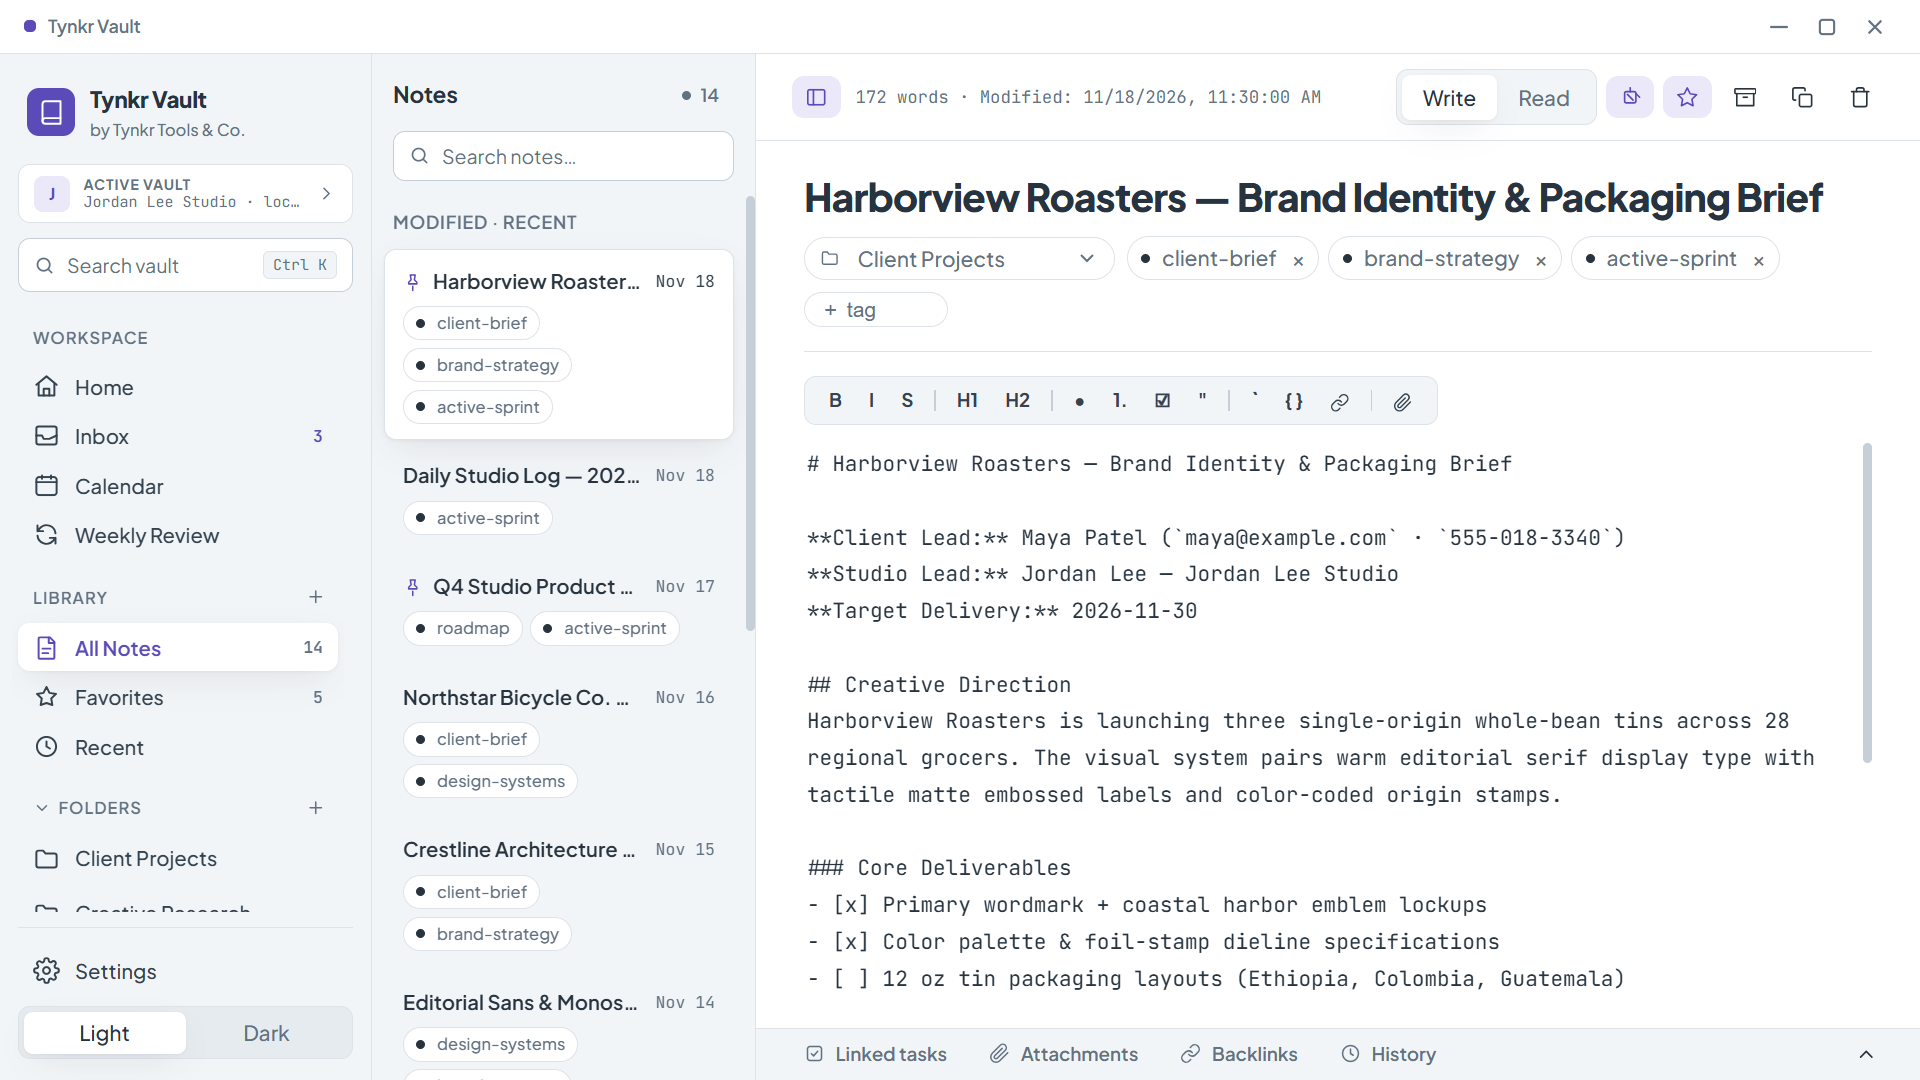 Tynkr Vault
Tynkr Vault
by Tynkr Tools & Co.
J
ACTIVE VAULT
Jordan Lee Studio · loc…
Search vault
Ctrl K
WORKSPACE
Home
Inbox 3
Calendar
Weekly Review
LIBRARY +
All Notes 14
Favorites 5
Recent
FOLDERS +
Client Projects
Creative Research
Settings
Light Dark
Notes 14
Search notes…
MODIFIED · RECENT
Harborview Roaster… Nov 18
client-brief
brand-strategy
active-sprint
Daily Studio Log — 202… Nov 18
active-sprint
Q4 Studio Product … Nov 17
roadmap active-sprint
Northstar Bicycle Co. … Nov 16
client-brief
design-systems
Crestline Architecture … Nov 15
client-brief
brand-strategy
Editorial Sans & Monos… Nov 14
design-systems
172 words · Modified: 11/18/2026, 11:30:00 AM
Write Read
Harborview Roasters — Brand Identity & Packaging Brief
Client Projects client-brief × brand-strategy × active-sprint ×
+ tag
B I S H1 H2 • 1. ☑ " ` {}
# Harborview Roasters — Brand Identity & Packaging Brief
**Client Lead:** Maya Patel (`maya@example.com` · `555-018-3340`)
**Studio Lead:** Jordan Lee — Jordan Lee Studio
**Target Delivery:** 2026-11-30
## Creative Direction
Harborview Roasters is launching three single-origin whole-bean tins across 28
regional grocers. The visual system pairs warm editorial serif display type with
tactile matte embossed labels and color-coded origin stamps.
### Core Deliverables
- [x] Primary wordmark + coastal harbor emblem lockups
- [x] Color palette & foil-stamp dieline specifications
- [ ] 12 oz tin packaging layouts (Ethiopia, Colombia, Guatemala)
Linked tasks Attachments Backlinks History